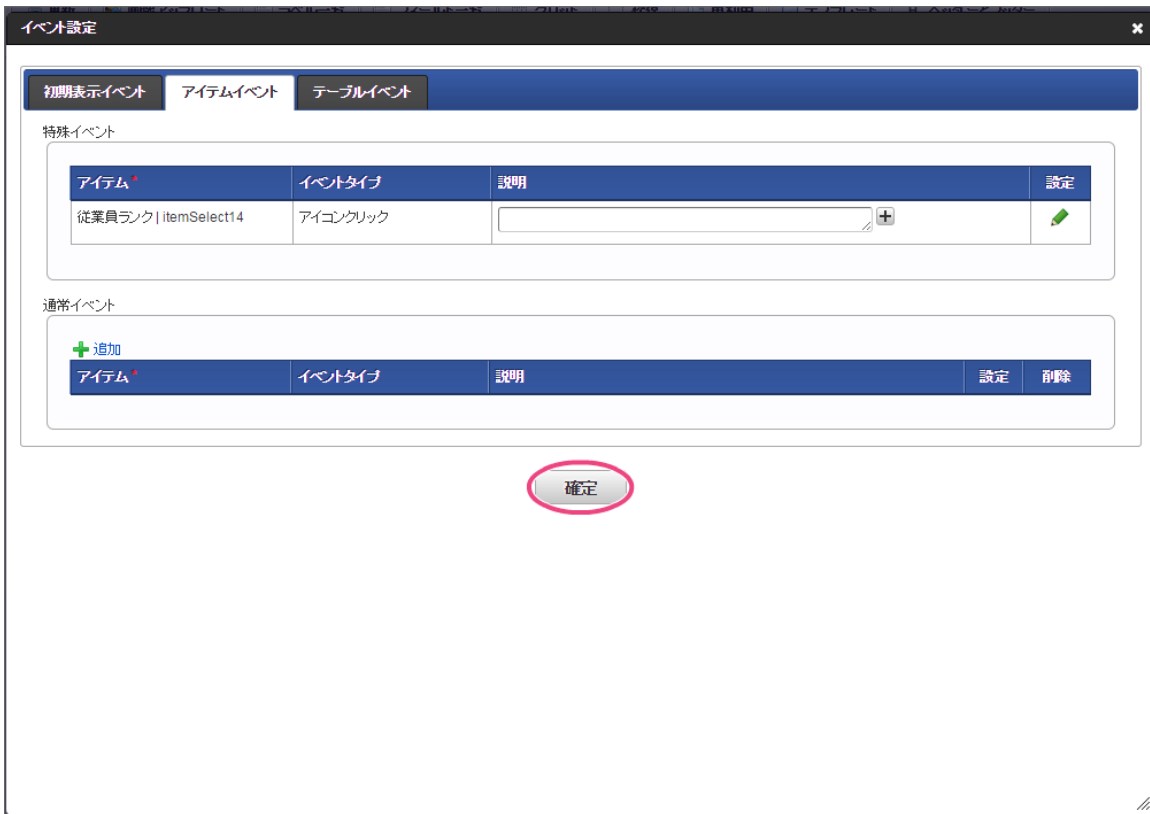 イベント設定
初期表示イベント アイテムイベント テーブルイベント
特殊イベント
アイテム* イベントタイプ 説明 設定
従業員ランク | itemSelect14 アイコンクリック
通常イベント
追加
アイテム* イベントタイプ 説明 設定 削除
確定